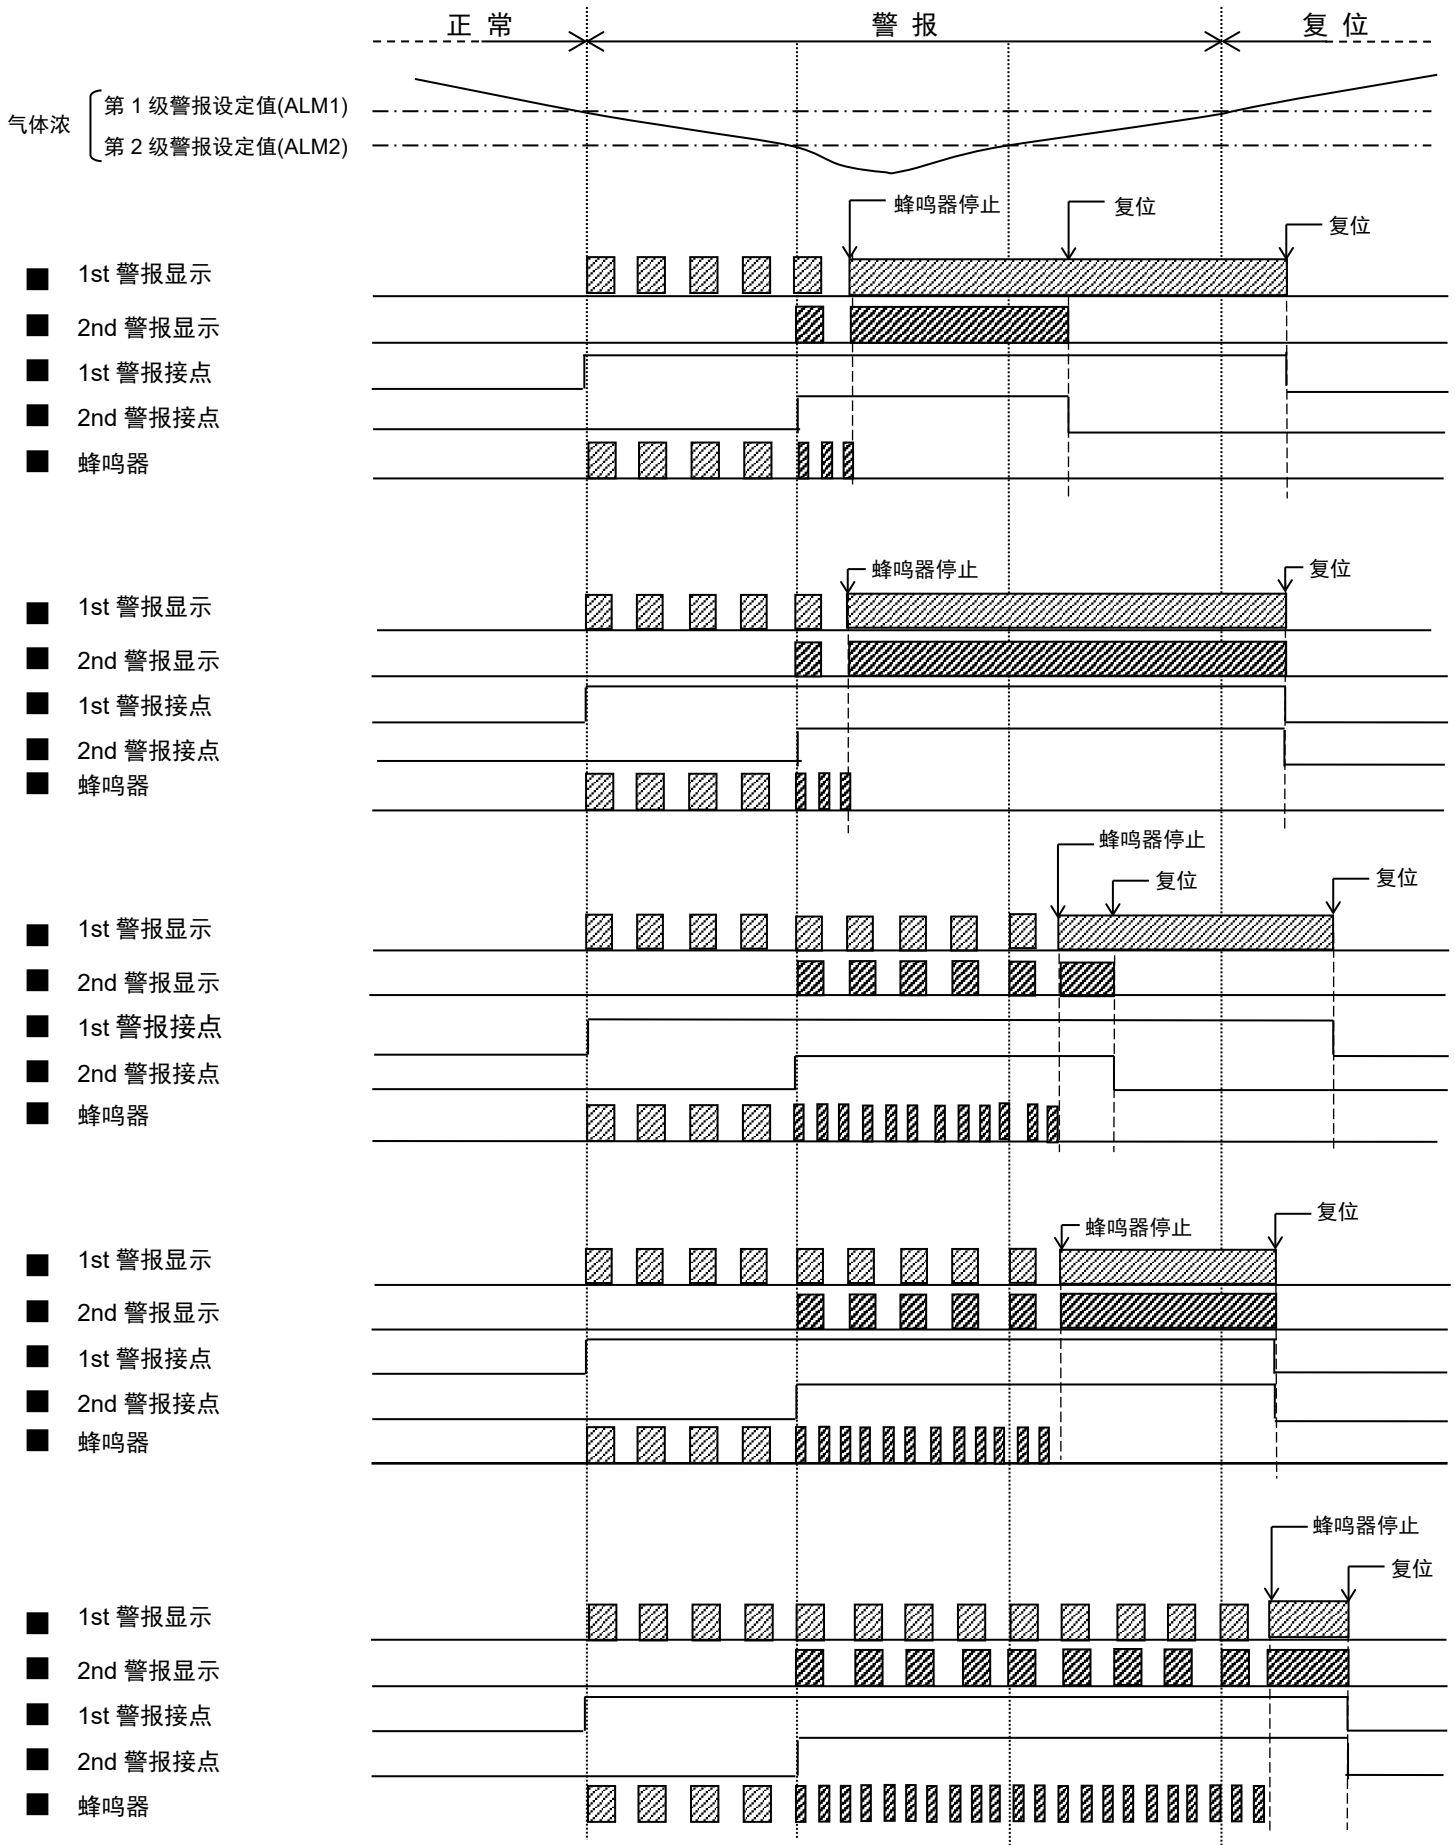 正 常
警 报
复 位
气体浓
第 1 级警报设定值(ALM1)
第 2 级警报设定值(ALM2)
蜂鸣器停止
复位
复位
■ 1st 警报显示
■ 2nd 警报显示
■ 1st 警报接点
■ 2nd 警报接点
■ 蜂鸣器
蜂鸣器停止
复位
■ 1st 警报显示
■ 2nd 警报显示
■ 1st 警报接点
■ 2nd 警报接点
■ 蜂鸣器
蜂鸣器停止
复位
复位
■ 1st 警报显示
■ 2nd 警报显示
■ 1st 警报接点
■ 2nd 警报接点
■ 蜂鸣器
蜂鸣器停止
复位
■ 1st 警报显示
■ 2nd 警报显示
■ 1st 警报接点
■ 2nd 警报接点
■ 蜂鸣器
蜂鸣器停止
复位
■ 1st 警报显示
■ 2nd 警报显示
■ 1st 警报接点
■ 2nd 警报接点
■ 蜂鸣器